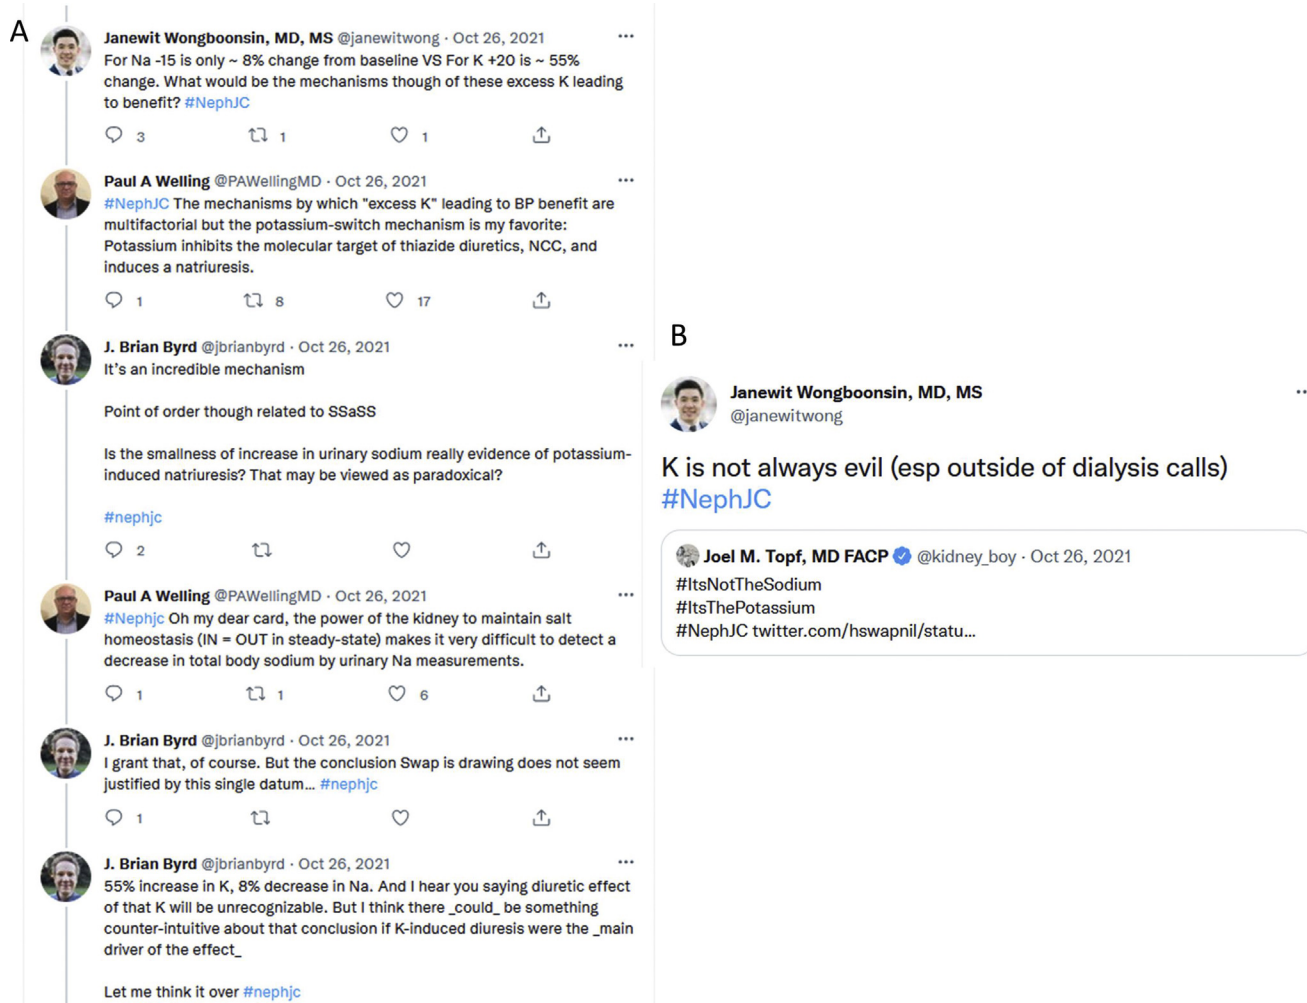 A
Janewit Wongboonsin, MD, MS @janewitwong · Oct 26, 2021
For Na -15 is only ~ 8% change from baseline VS For K +20 is ~ 55%
change. What would be the mechanisms though of these excess K leading
to benefit? #NephJC
3 1 1
Paul A Welling @PAWellingMD · Oct 26, 2021
#NephJC The mechanisms by which "excess K" leading to BP benefit are
multifactorial but the potassium-switch mechanism is my favorite:
Potassium inhibits the molecular target of thiazide diuretics, NCC, and
induces a natriuresis.
1 8 17
J. Brian Byrd @jbrianbyrd · Oct 26, 2021
It's an incredible mechanism
Point of order though related to SSaSS
Is the smallness of increase in urinary sodium really evidence of potassium-
induced natriuresis? That may be viewed as paradoxical?
#nephjc
2
Paul A Welling @PAWellingMD · Oct 26, 2021
#Nephjc Oh my dear card, the power of the kidney to maintain salt
homeostasis (IN = OUT in steady-state) makes it very difficult to detect a
decrease in total body sodium by urinary Na measurements.
1 1 6
J. Brian Byrd @jbrianbyrd · Oct 26, 2021
I grant that, of course. But the conclusion Swap is drawing does not seem
justified by this single datum... #nephjc
1
J. Brian Byrd @jbrianbyrd · Oct 26, 2021
55% increase in K, 8% decrease in Na. And I hear you saying diuretic effect
of that K will be unrecognizable. But I think there _could_ be something
counter-intuitive about that conclusion if K-induced diuresis were the _main
driver of the effect_
Let me think it over #nephjc
B
Janewit Wongboonsin, MD, MS
@janewitwong
K is not always evil (esp outside of dialysis calls)
#NephJC
Joel M. Topf, MD FACP @kidney_boy · Oct 26, 2021
#ItsNotTheSodium
#ItsThePotassium
#NephJC twitter.com/hswapnil/statu...